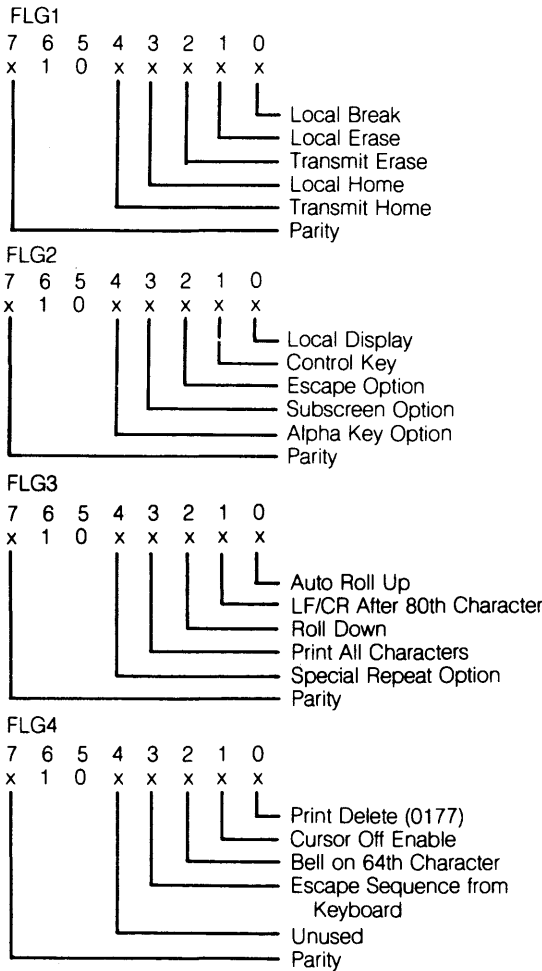 FLG1
7 6 5 4 3 2 1 0
x 1 0 x x x x x
Local Break
Local Erase
Transmit Erase
Local Home
Transmit Home
Parity
FLG2
7 6 5 4 3 2 1 0
x 1 0 x x x x x
Local Display
Control Key
Escape Option
Subscreen Option
Alpha Key Option
Parity
FLG3
7 6 5 4 3 2 1 0
x 1 0 x x x x x
Auto Roll Up
LF/CR After 80th Character
Roll Down
Print All Characters
Special Repeat Option
Parity
FLG4
7 6 5 4 3 2 1 0
x 1 0 x x x x x
Print Delete (0177)
Cursor Off Enable
Bell on 64th Character
Escape Sequence from
Keyboard
Unused
Parity